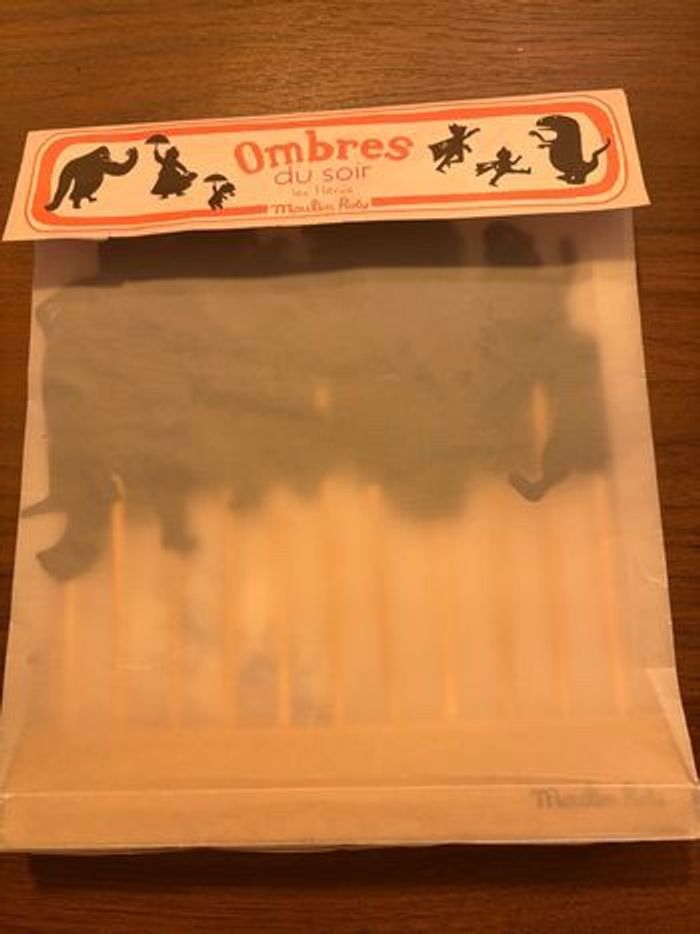 Ombres
du soir
les Héros
Moulin Roty
Moulin Roty